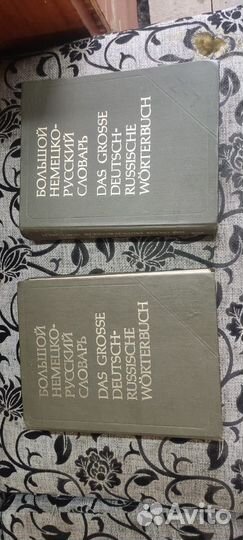 БОЛЬШОЙ
НЕМЕЦКО-
РУССКИЙ
СЛОВАРЬ
DAS GROSSE
DEUTSCH-
RUSSISCHE
WÖRTERBUCH
БОЛЬШОЙ
НЕМЕЦКО-
РУССКИЙ
СЛОВАРЬ
DAS GROSSE
DEUTSCH-
RUSSISCHE
WÖRTERBUCH
Avito